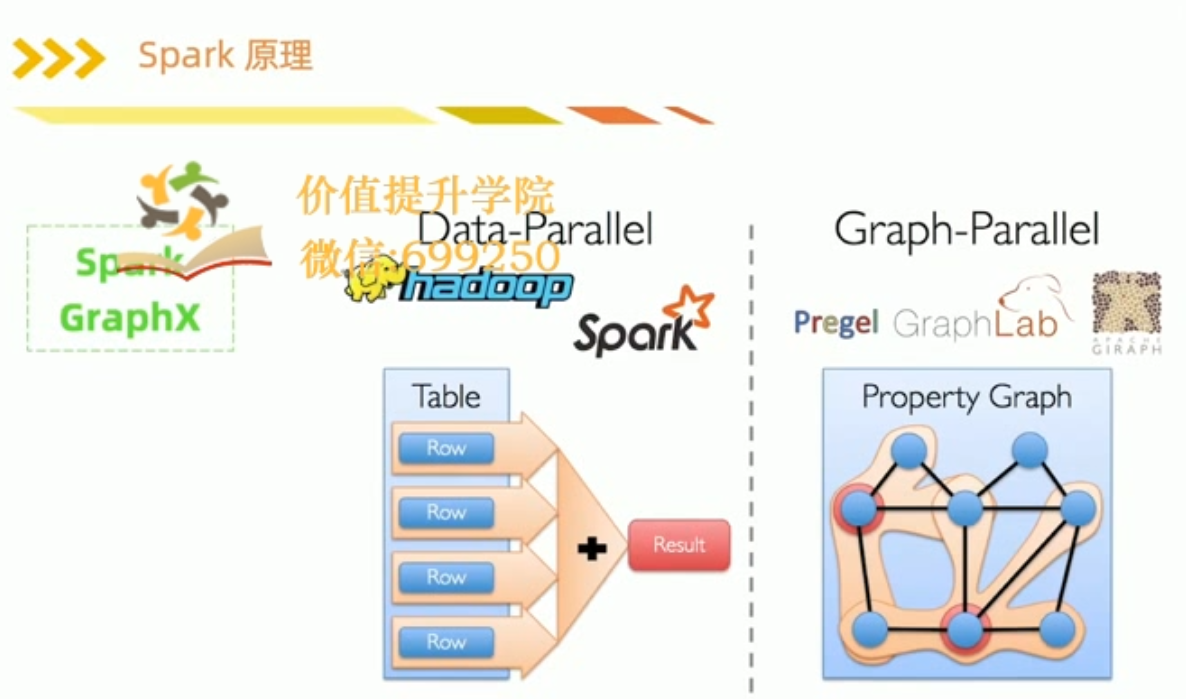 Spark 原理
价值提升学院
微信:699250
Spark
GraphX
Data-Parallel
hadoop
Spark
Table
Row
Row
Row
Row
Result
Graph-Parallel
Pregel
GraphLab
APACHE
GIRAPH
Property Graph